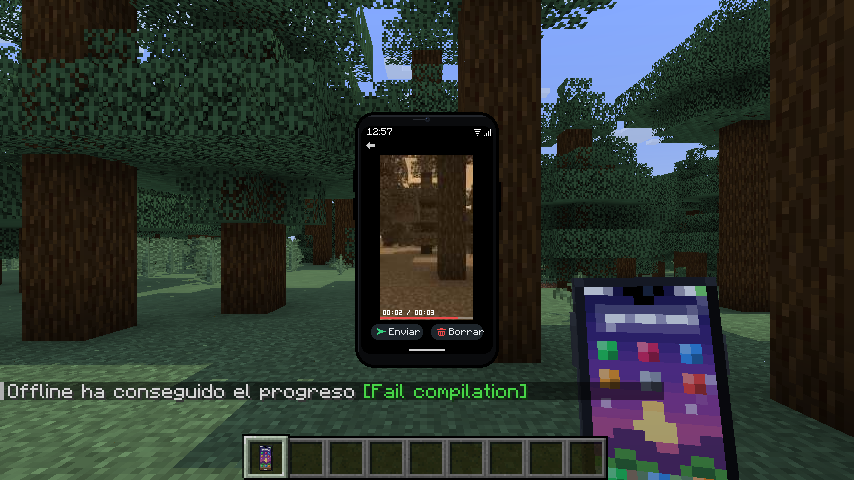 12:57
00:02 / 00:03
Enviar
Borrar
Offline ha conseguido el progreso [Fail compilation]